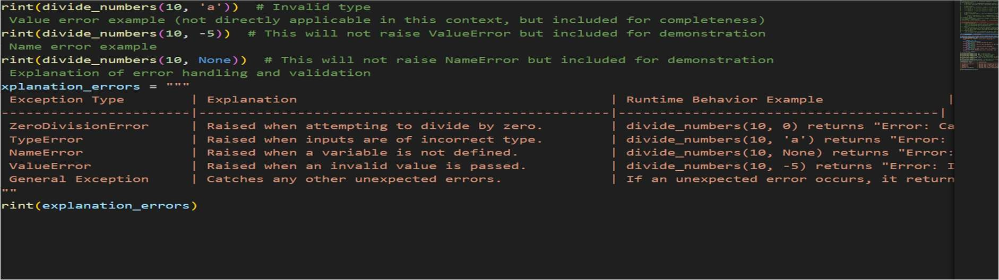 rint(divide_numbers(10, 'a'))  # Invalid type
Value error example (not directly applicable in this context, but included for completeness)
rint(divide_numbers(10, -5))  # This will not raise ValueError but included for demonstration
Name error example
rint(divide_numbers(10, None))  # This will not raise NameError but included for demonstration
Explanation of error handling and validation
xplanation_errors = """
Exception Type | Explanation | Runtime Behavior Example |
-----------------------|--------------------------------------------------|---------------------------------------|
ZeroDivisionError | Raised when attempting to divide by zero. | divide_numbers(10, 0) returns "Error: Ca
TypeError | Raised when inputs are of incorrect type. | divide_numbers(10, 'a') returns "Error:
NameError | Raised when a variable is not defined. | divide_numbers(10, None) returns "Error:
ValueError | Raised when an invalid value is passed. | divide_numbers(10, -5) returns "Error: I
General Exception | Catches any other unexpected errors. | If an unexpected error occurs, it return
""
rint(explanation_errors)